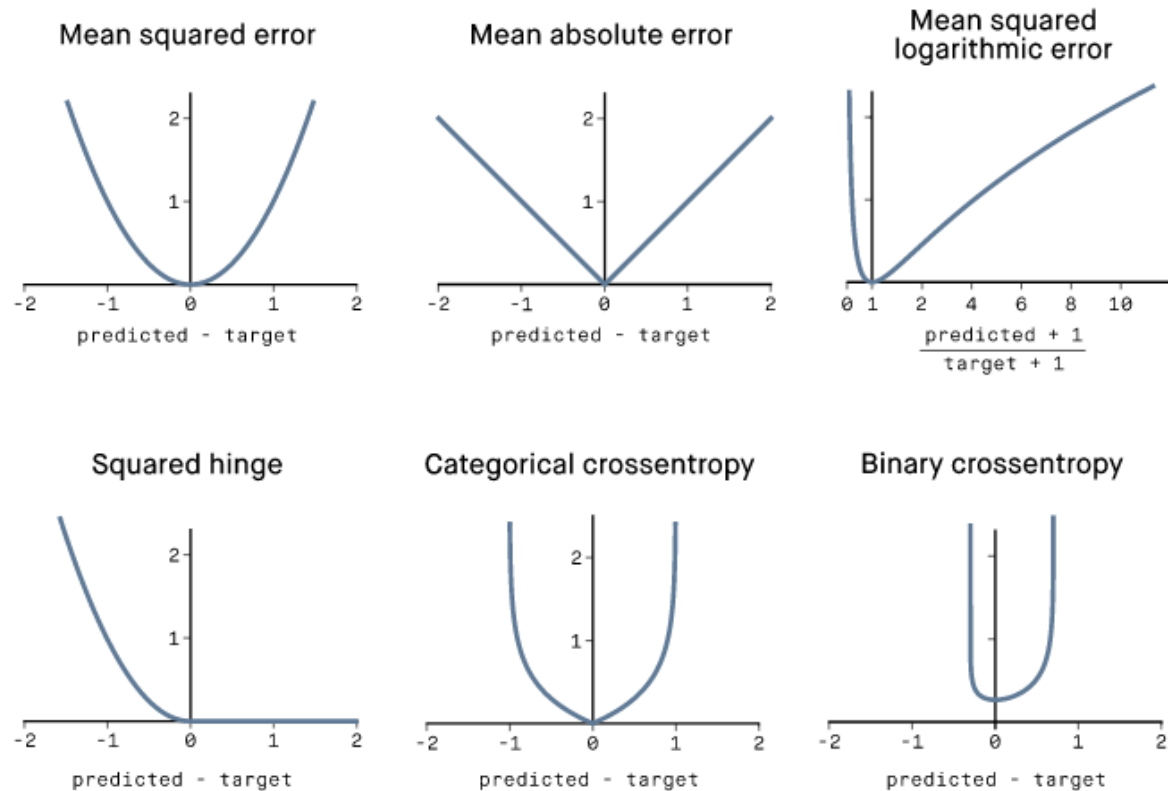 Mean squared error
2
1
-2 -1 0 1 2
predicted - target
Mean absolute error
2
1
-2 -1 0 1 2
predicted - target
Mean squared
logarithmic error
0 1 2 4 6 8 10
predicted + 1
target + 1
Squared hinge
2
1
-2 -1 0 1 2
predicted - target
Categorical crossentropy
2
1
-2 -1 0 1 2
predicted - target
Binary crossentropy
-2 -1 0 1 2
predicted - target